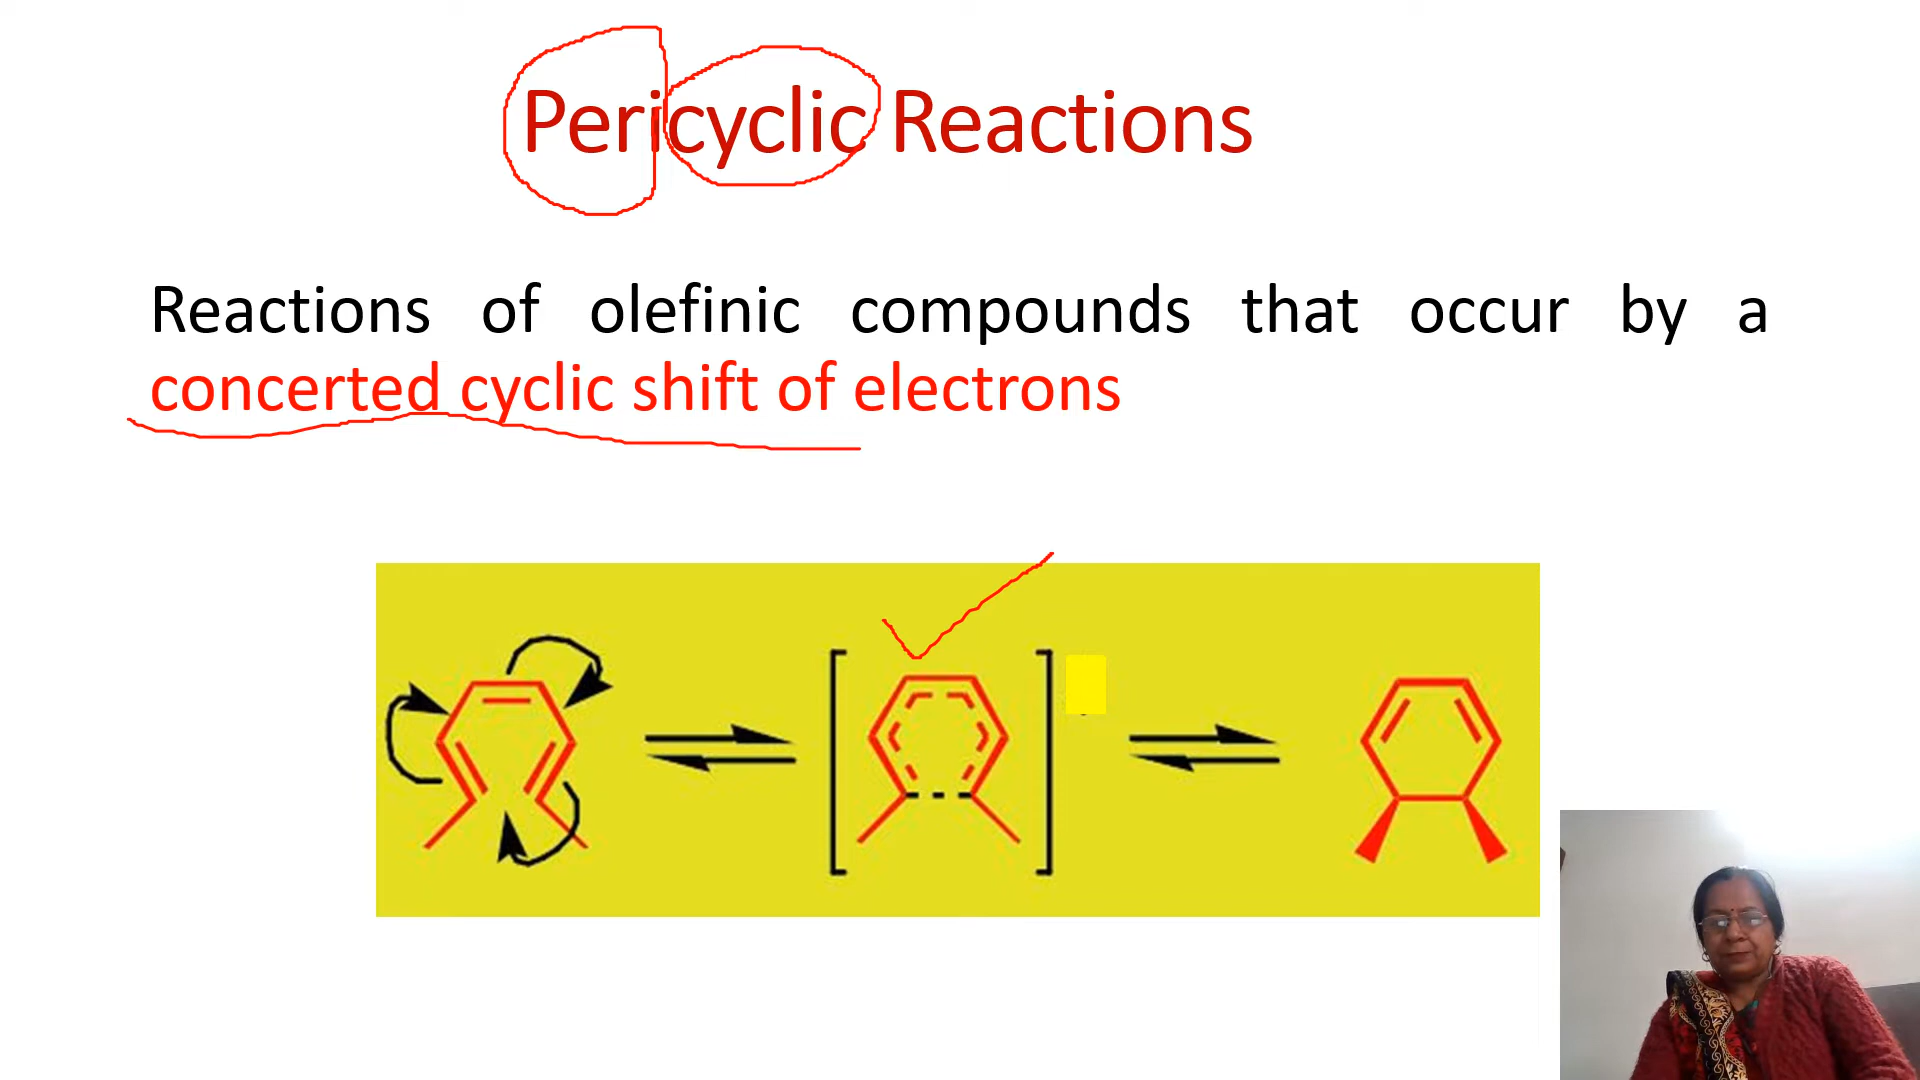 Pericyclic Reactions
Reactions of olefinic compounds that occur by a
concerted cyclic shift of electrons